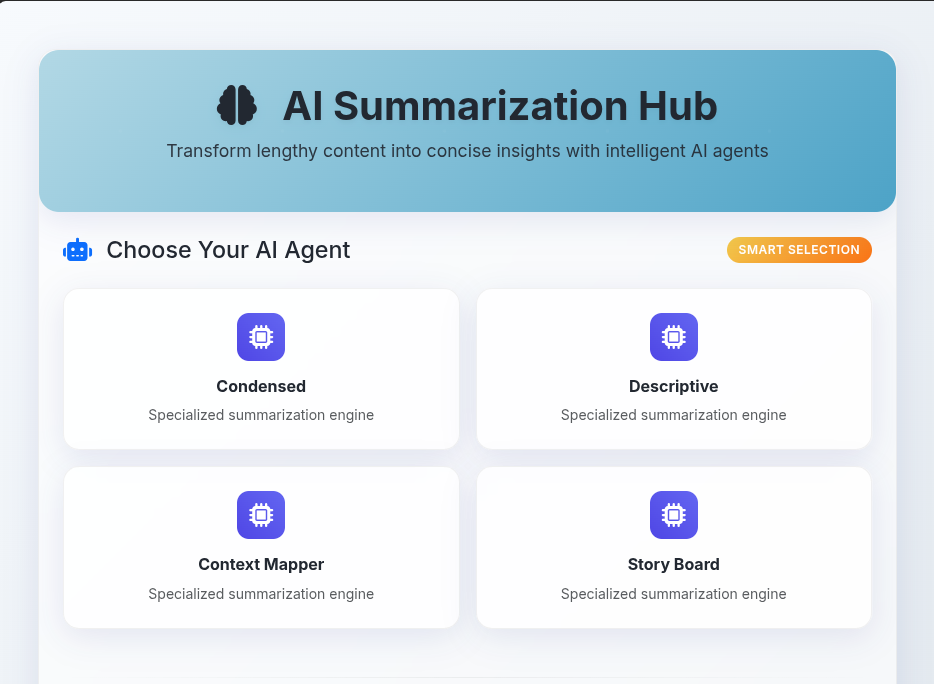 AI Summarization Hub
Transform lengthy content into concise insights with intelligent AI agents
Choose Your AI Agent
SMART SELECTION
Condensed
Specialized summarization engine
Descriptive
Specialized summarization engine
Context Mapper
Specialized summarization engine
Story Board
Specialized summarization engine